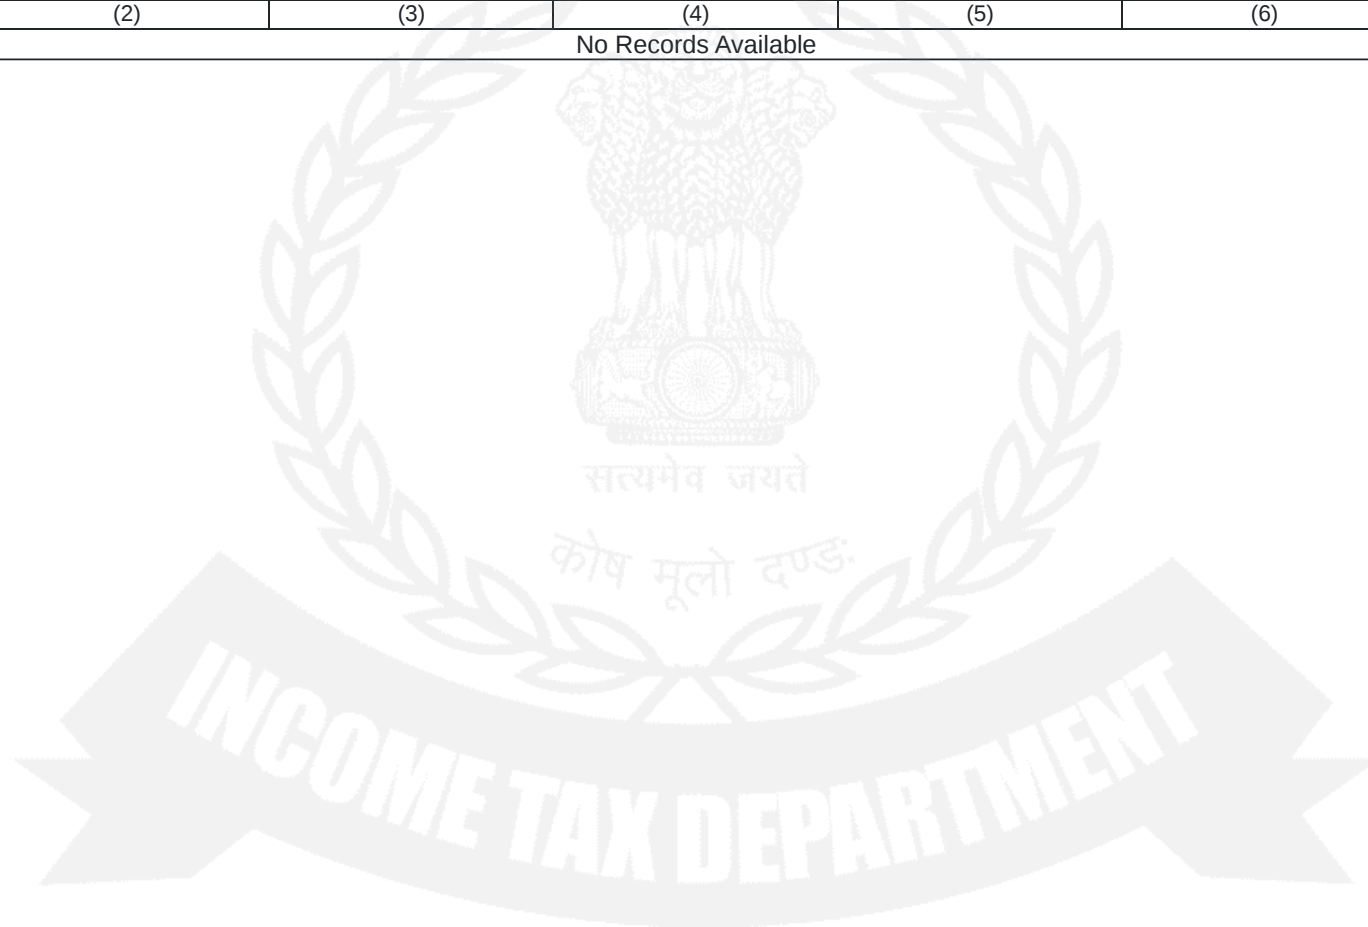 (2) (3) (4) (5) (6)
No Records Available
सत्यमेव जयते
कोष मूलो दण्डः
INCOME TAX DEPARTMENT